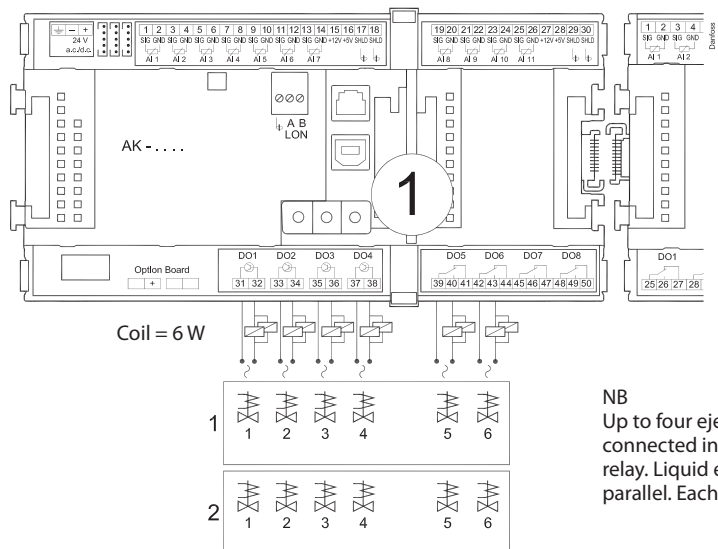 24 V
a.c./d.c.
1 2 3 4 5 6 7 8 9 10 11 12 13 14 15 16 17 18
SIG GND SIG GND SIG GND SIG GND SIG GND SIG GND SIG GND +12V +5V SHLD SHLD
AI 1 AI 2 AI 3 AI 4 AI 5 AI 6 AI 7
19 20 21 22 23 24 25 26 27 28 29 30
SIG GND SIG GND SIG GND SIG GND +12V +5V SHLD SHLD
AI 8 AI 9 AI 10 AI 11
1 2 3 4
SIG GND SIG GND
AI 1 AI 2
Danfoss
A B
LON
AK - . . . .
1
Option Board
- + 
DO1 DO2 DO3 DO4
31 32 33 34 35 36 37 38
DO5 DO6 DO7 DO8
39 40 41 42 43 44 45 46 47 48 49 50
DO1
25 26 27 28
Coil = 6 W
1
1 2 3 4 5 6
2
1 2 3 4 5 6
NB
Up to four eje
connected in
relay. Liquid e
parallel. Each